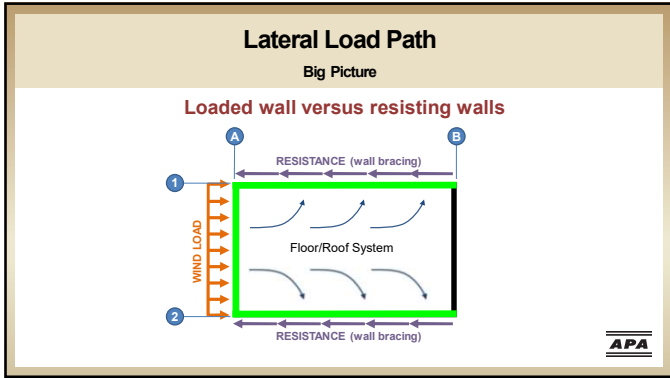 Lateral Load Path
Big Picture
Loaded wall versus resisting walls
A
B
RESISTANCE (wall bracing)
1
WIND LOAD
Floor/Roof System
2
RESISTANCE (wall bracing)
APA